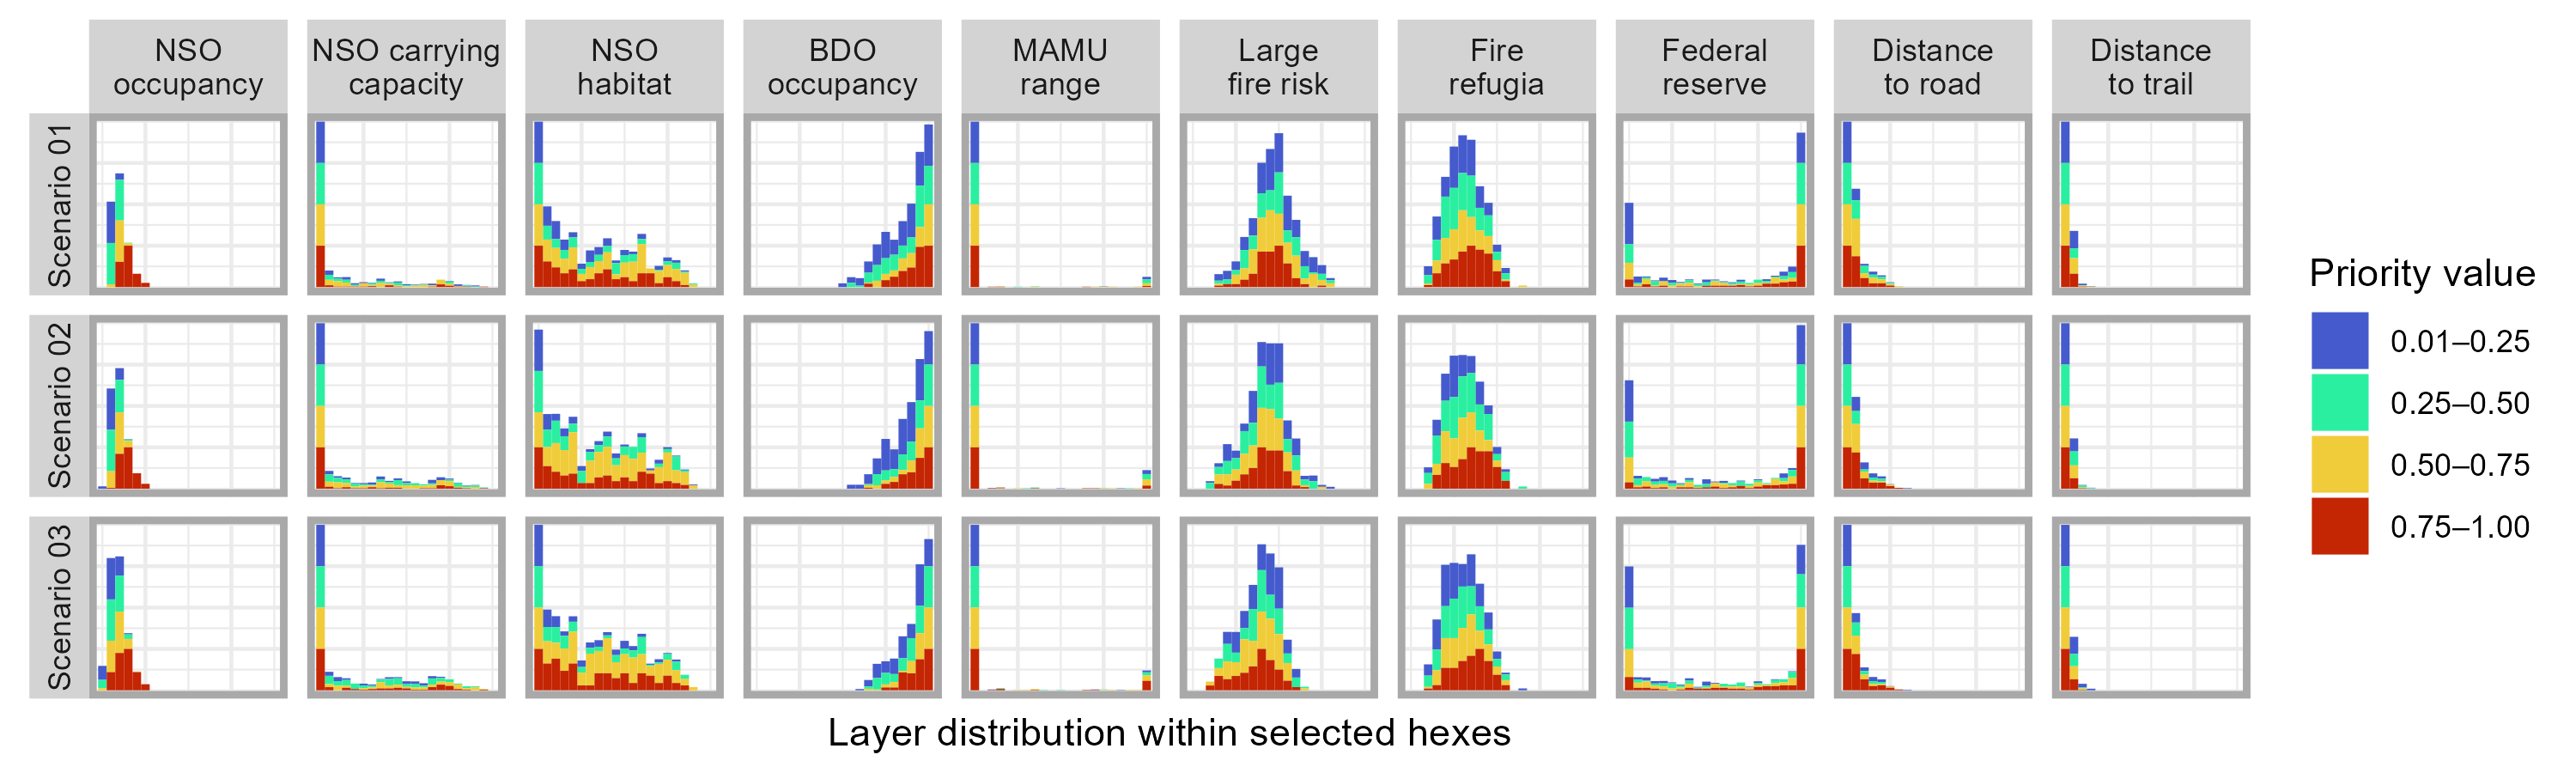 NSO
occupancy
NSO carrying
capacity
NSO
habitat
BDO
occupancy
MAMU
range
Large
fire risk
Fire
refugia
Federal
reserve
Distance
to road
Distance
to trail
Scenario 01
Scenario 02
Scenario 03
Layer distribution within selected hexes
Priority value
0.01–0.25
0.25–0.50
0.50–0.75
0.75–1.00